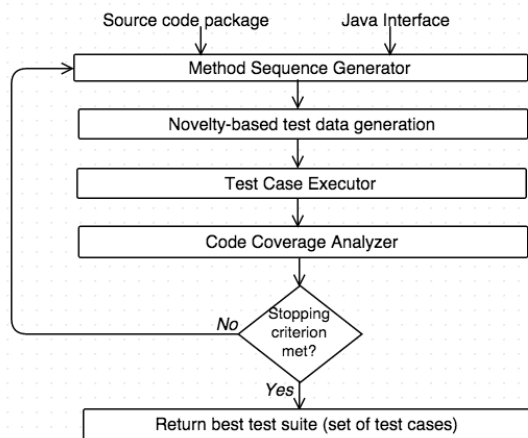 Source code package
Java Interface
Method Sequence Generator
Novelty-based test data generation
Test Case Executor
Code Coverage Analyzer
Stopping
criterion
met?
No
Yes
Return best test suite (set of test cases)